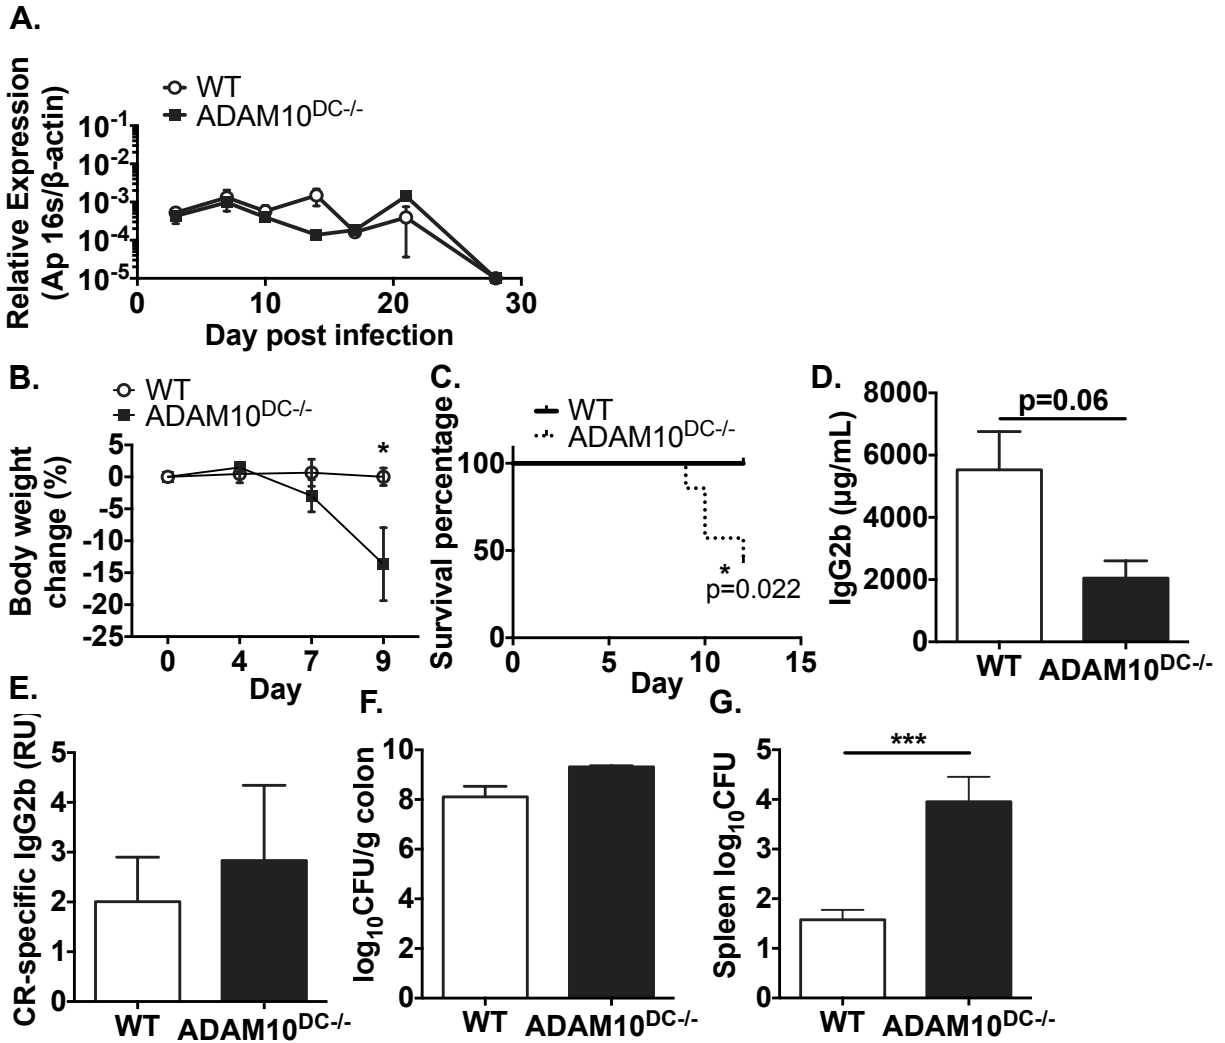 A.
WT
ADAM10DC-/-
Relative Expression
(Ap 16s/β-actin)
10-1
10-2
10-3
10-4
10-5
0 10 20 30
Day post infection
B.
WT
ADAM10DC-/-
Body weight
change (%)
5
0
-5
-10
-15
-20
-25
*
0 4 7 9
Day
C.
WT
ADAM10DC-/-
Survival percentage
100
50
0
*
p=0.022
0 5 10 15
Day
D.
IgG2b (µg/mL)
8000
6000
4000
2000
0
p=0.06
WT ADAM10DC-/-
E.
CR-specific IgG2b (RU)
5
4
3
2
1
0
WT ADAM10DC-/-
F.
log10CFU/g colon
10
8
6
4
2
0
WT ADAM10DC-/-
G.
Spleen log10CFU
5
4
3
2
1
0
***
WT ADAM10DC-/-